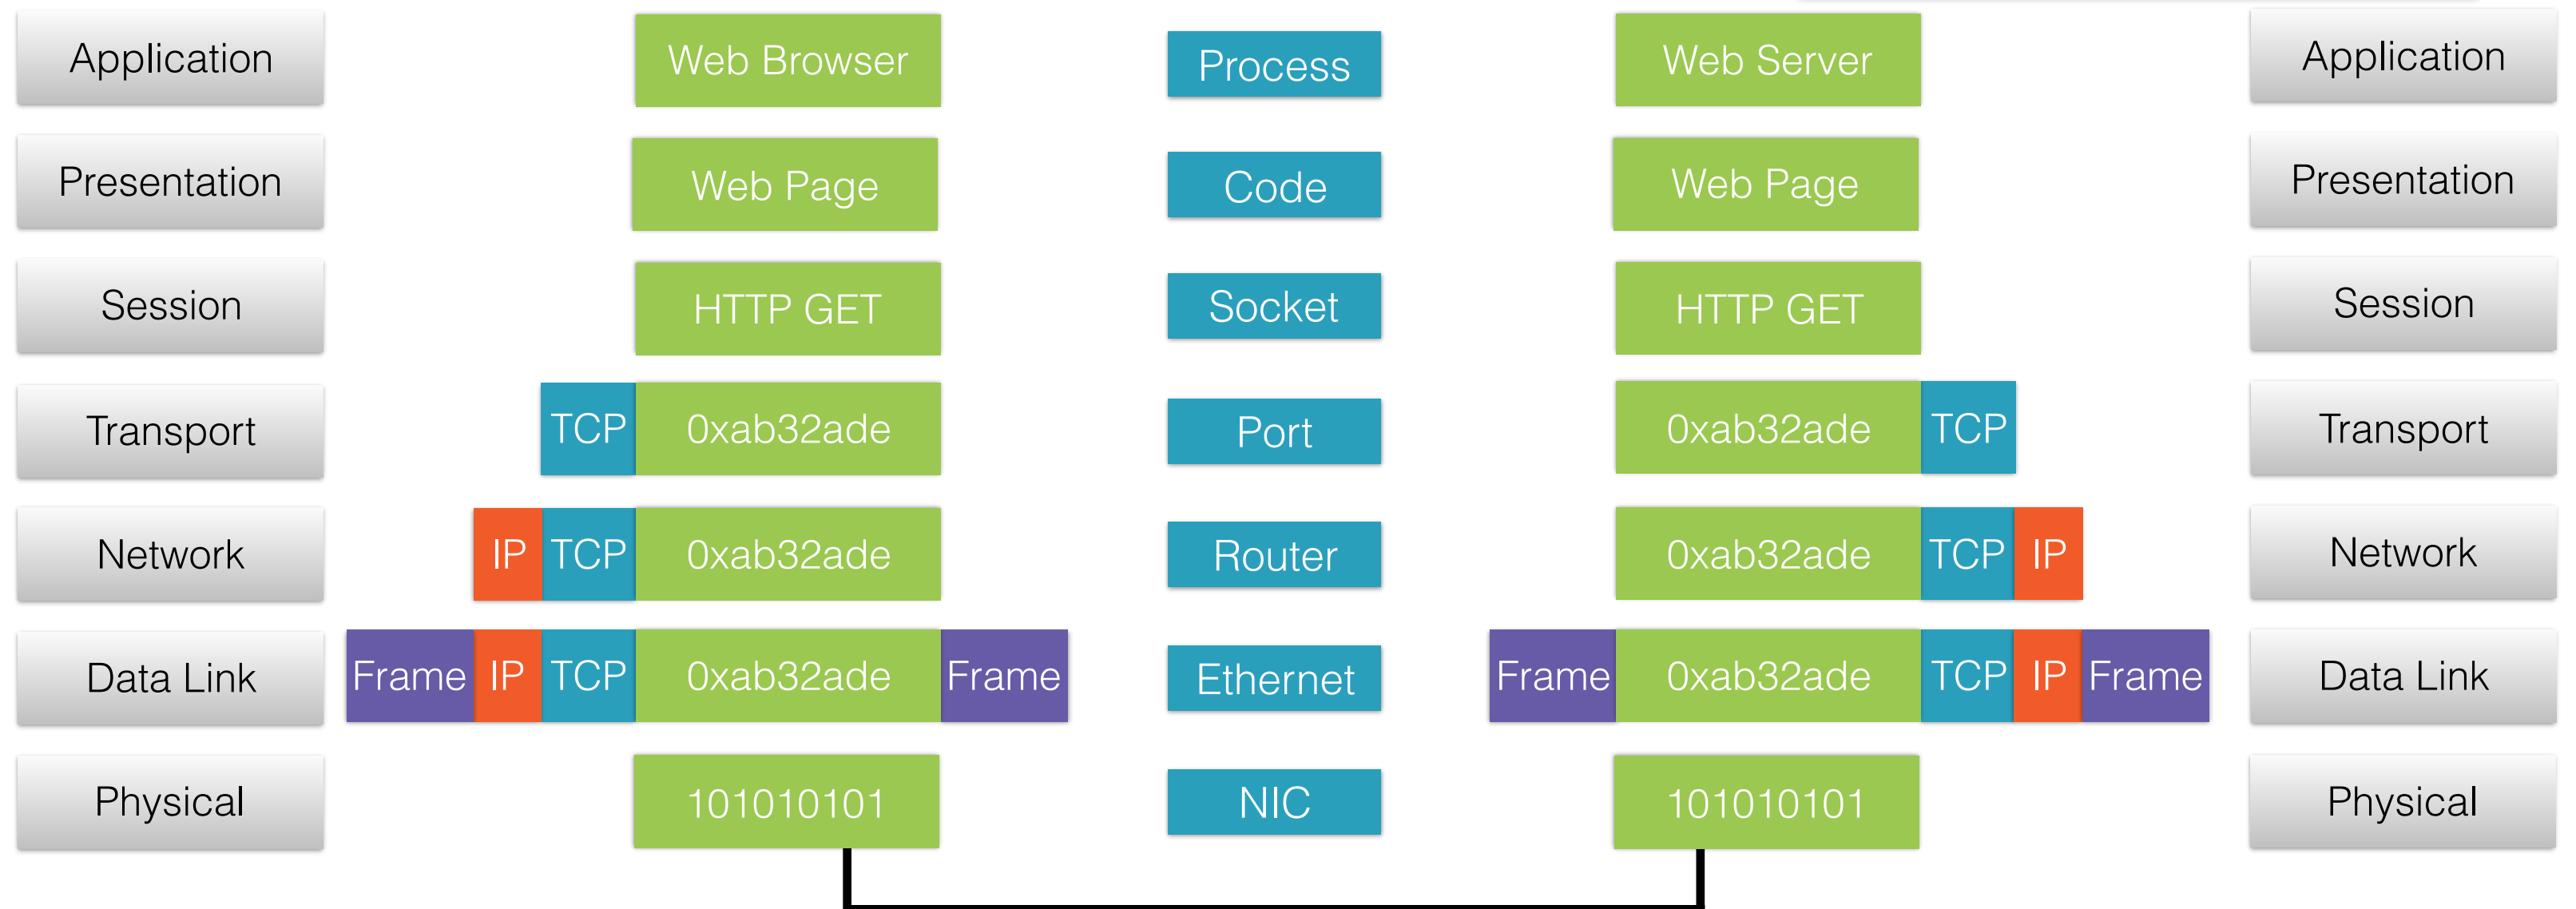 Application Web Browser Process Web Server Application
Presentation Web Page Code Web Page Presentation
Session HTTP GET Socket HTTP GET Session
Transport TCP 0xab32ade Port 0xab32ade TCP Transport
Network IP TCP 0xab32ade Router 0xab32ade TCP IP Network
Data Link Frame IP TCP 0xab32ade Frame Ethernet Frame 0xab32ade TCP IP Frame Data Link
Physical 101010101 NIC 101010101 Physical